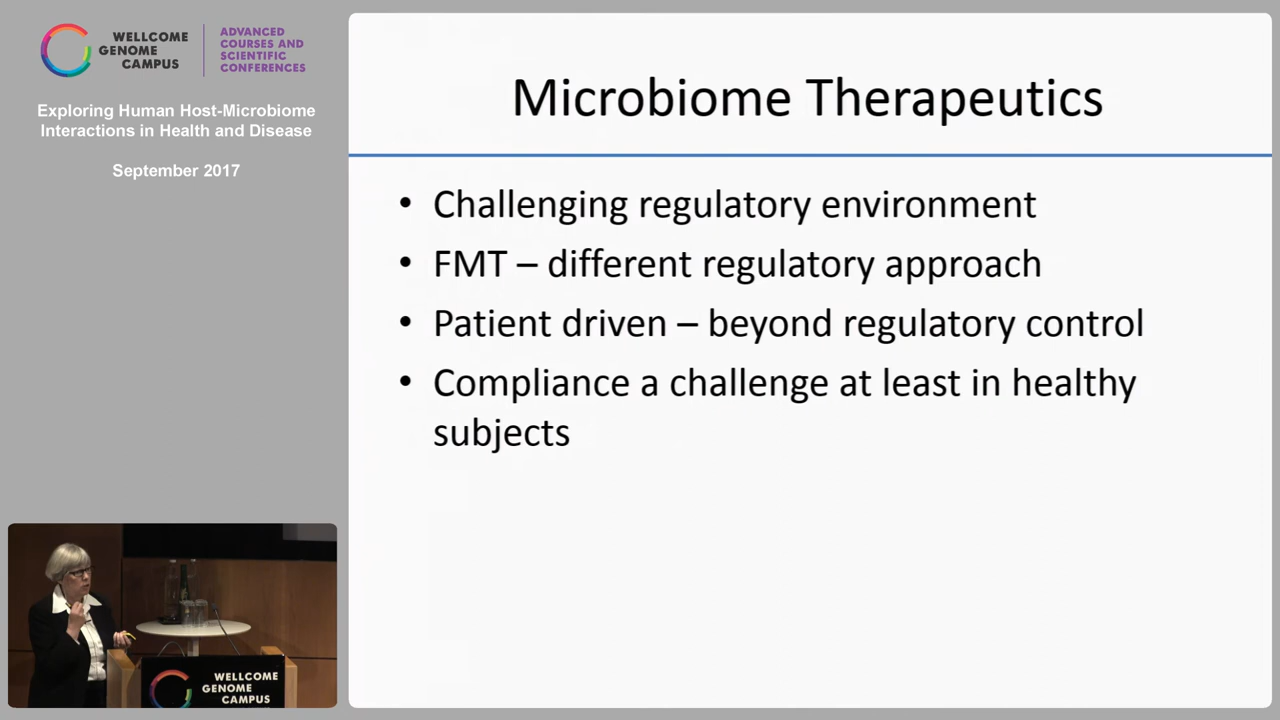 WELLCOME
GENOME
CAMPUS
ADVANCED
COURSES AND
SCIENTIFIC
CONFERENCES
Exploring Human Host-Microbiome
Interactions in Health and Disease
September 2017
Microbiome Therapeutics
• Challenging regulatory environment
• FMT – different regulatory approach
• Patient driven – beyond regulatory control
• Compliance a challenge at least in healthy
subjects
WELLCOME
GENOME
CAMPUS